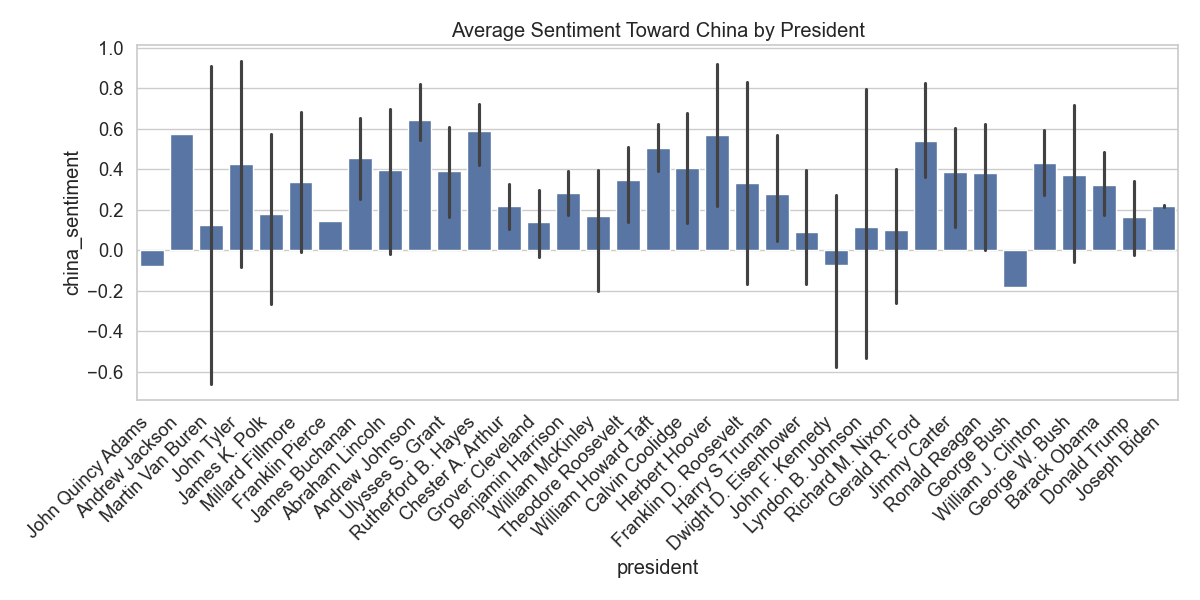 Average Sentiment Toward China by President
1.0
0.8
0.6
0.4
0.2
0.0
−0.2
−0.4
−0.6
china_sentiment
John Quincy Adams
Andrew Jackson
Martin Van Buren
John Tyler
James K. Polk
Millard Fillmore
Franklin Pierce
James Buchanan
Abraham Lincoln
Andrew Johnson
Ulysses S. Grant
Rutherford B. Hayes
Chester A. Arthur
Grover Cleveland
Benjamin Harrison
William McKinley
Theodore Roosevelt
William Howard Taft
Calvin Coolidge
Herbert Hoover
Franklin D. Roosevelt
Harry S Truman
Dwight D. Eisenhower
John F. Kennedy
Lyndon B. Johnson
Richard M. Nixon
Gerald R. Ford
Jimmy Carter
Ronald Reagan
George Bush
William J. Clinton
George W. Bush
Barack Obama
Donald Trump
Joseph Biden
president